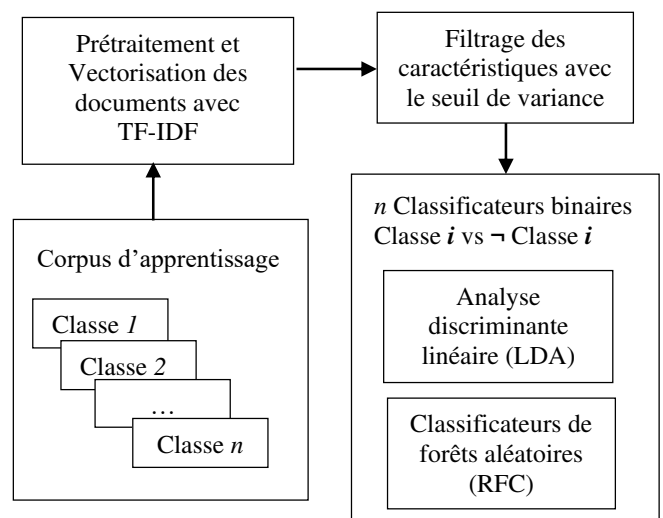 Prétraitement et
Vectorisation des
documents avec
TF-IDF
Filtrage des
caractéristiques avec
le seuil de variance
Corpus d’apprentissage
Classe 1
Classe 2
…
Classe n
n Classificateurs binaires
Classe i vs ¬ Classe i
Analyse
discriminante
linéaire (LDA)
Classificateurs de
forêts aléatoires
(RFC)